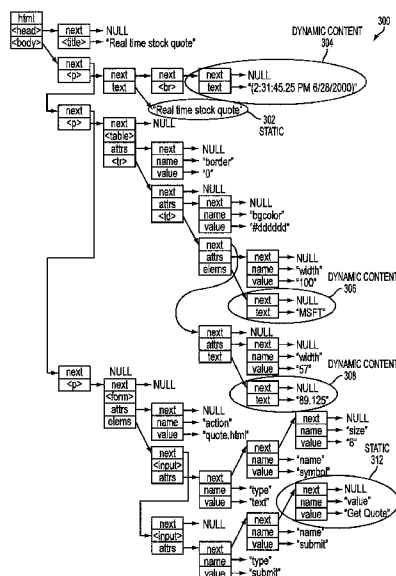 300
html
<head>
<body>
next
<title>
NULL
"Real time stock quote"
DYNAMIC CONTENT
304
next
<p>
next
text
next
<br>
next
text
NULL
"(2:31:45.25 PM 6/28/2000)"
"Real time stock quote"
302
STATIC
next
<p>
next
<table>
attrs
<tr>
NULL
next
name
value
NULL
"border"
"0"
next
attrs
<td>
next
name
value
NULL
"bgcolor"
"#dddddd"
next
attrs
elems
next
name
value
NULL
"width"
"100"
DYNAMIC CONTENT
306
next
text
NULL
"MSFT"
next
attrs
text
NULL
next
name
value
NULL
"width"
"57"
DYNAMIC CONTENT
308
next
text
NULL
"89.125"
next
<p>
NULL
next
<form>
attrs
elems
NULL
next
name
value
NULL
"action"
"quote.html"
next
<input>
attrs
next
name
value
"type"
"text"
next
name
value
"name"
"symbol"
next
name
value
NULL
"size"
"8"
STATIC
312
next
<input>
attrs
NULL
next
name
value
"type"
"submit"
next
name
value
"name"
"submit"
next
name
value
NULL
"value"
"Get Quote"